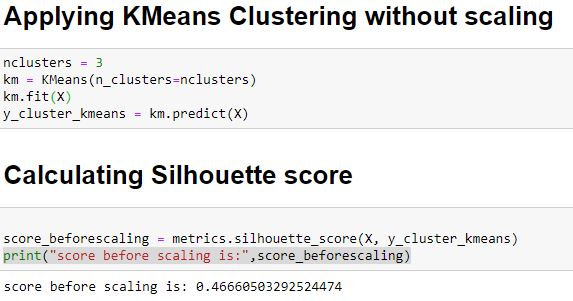 Applying KMeans Clustering without scaling
nclusters = 3
km = KMeans(n_clusters=nclusters)
km.fit(X)
y_cluster_kmeans = km.predict(X)
Calculating Silhouette score
score_beforescaling = metrics.silhouette_score(X, y_cluster_kmeans)
print("score before scaling is:",score_beforescaling)
score before scaling is: 0.46660503292524474